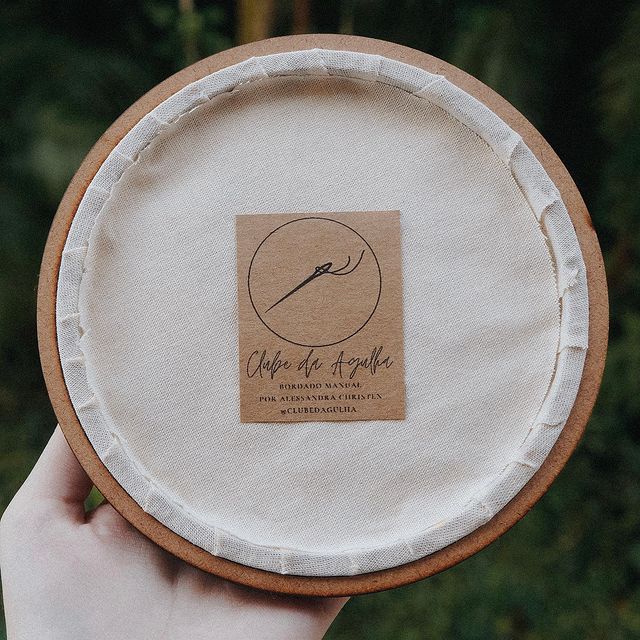 Clube da Agulha
BORDADO MANUAL
POR ALESSANDRA CHRISTEN
@CLUBEDAGULHA